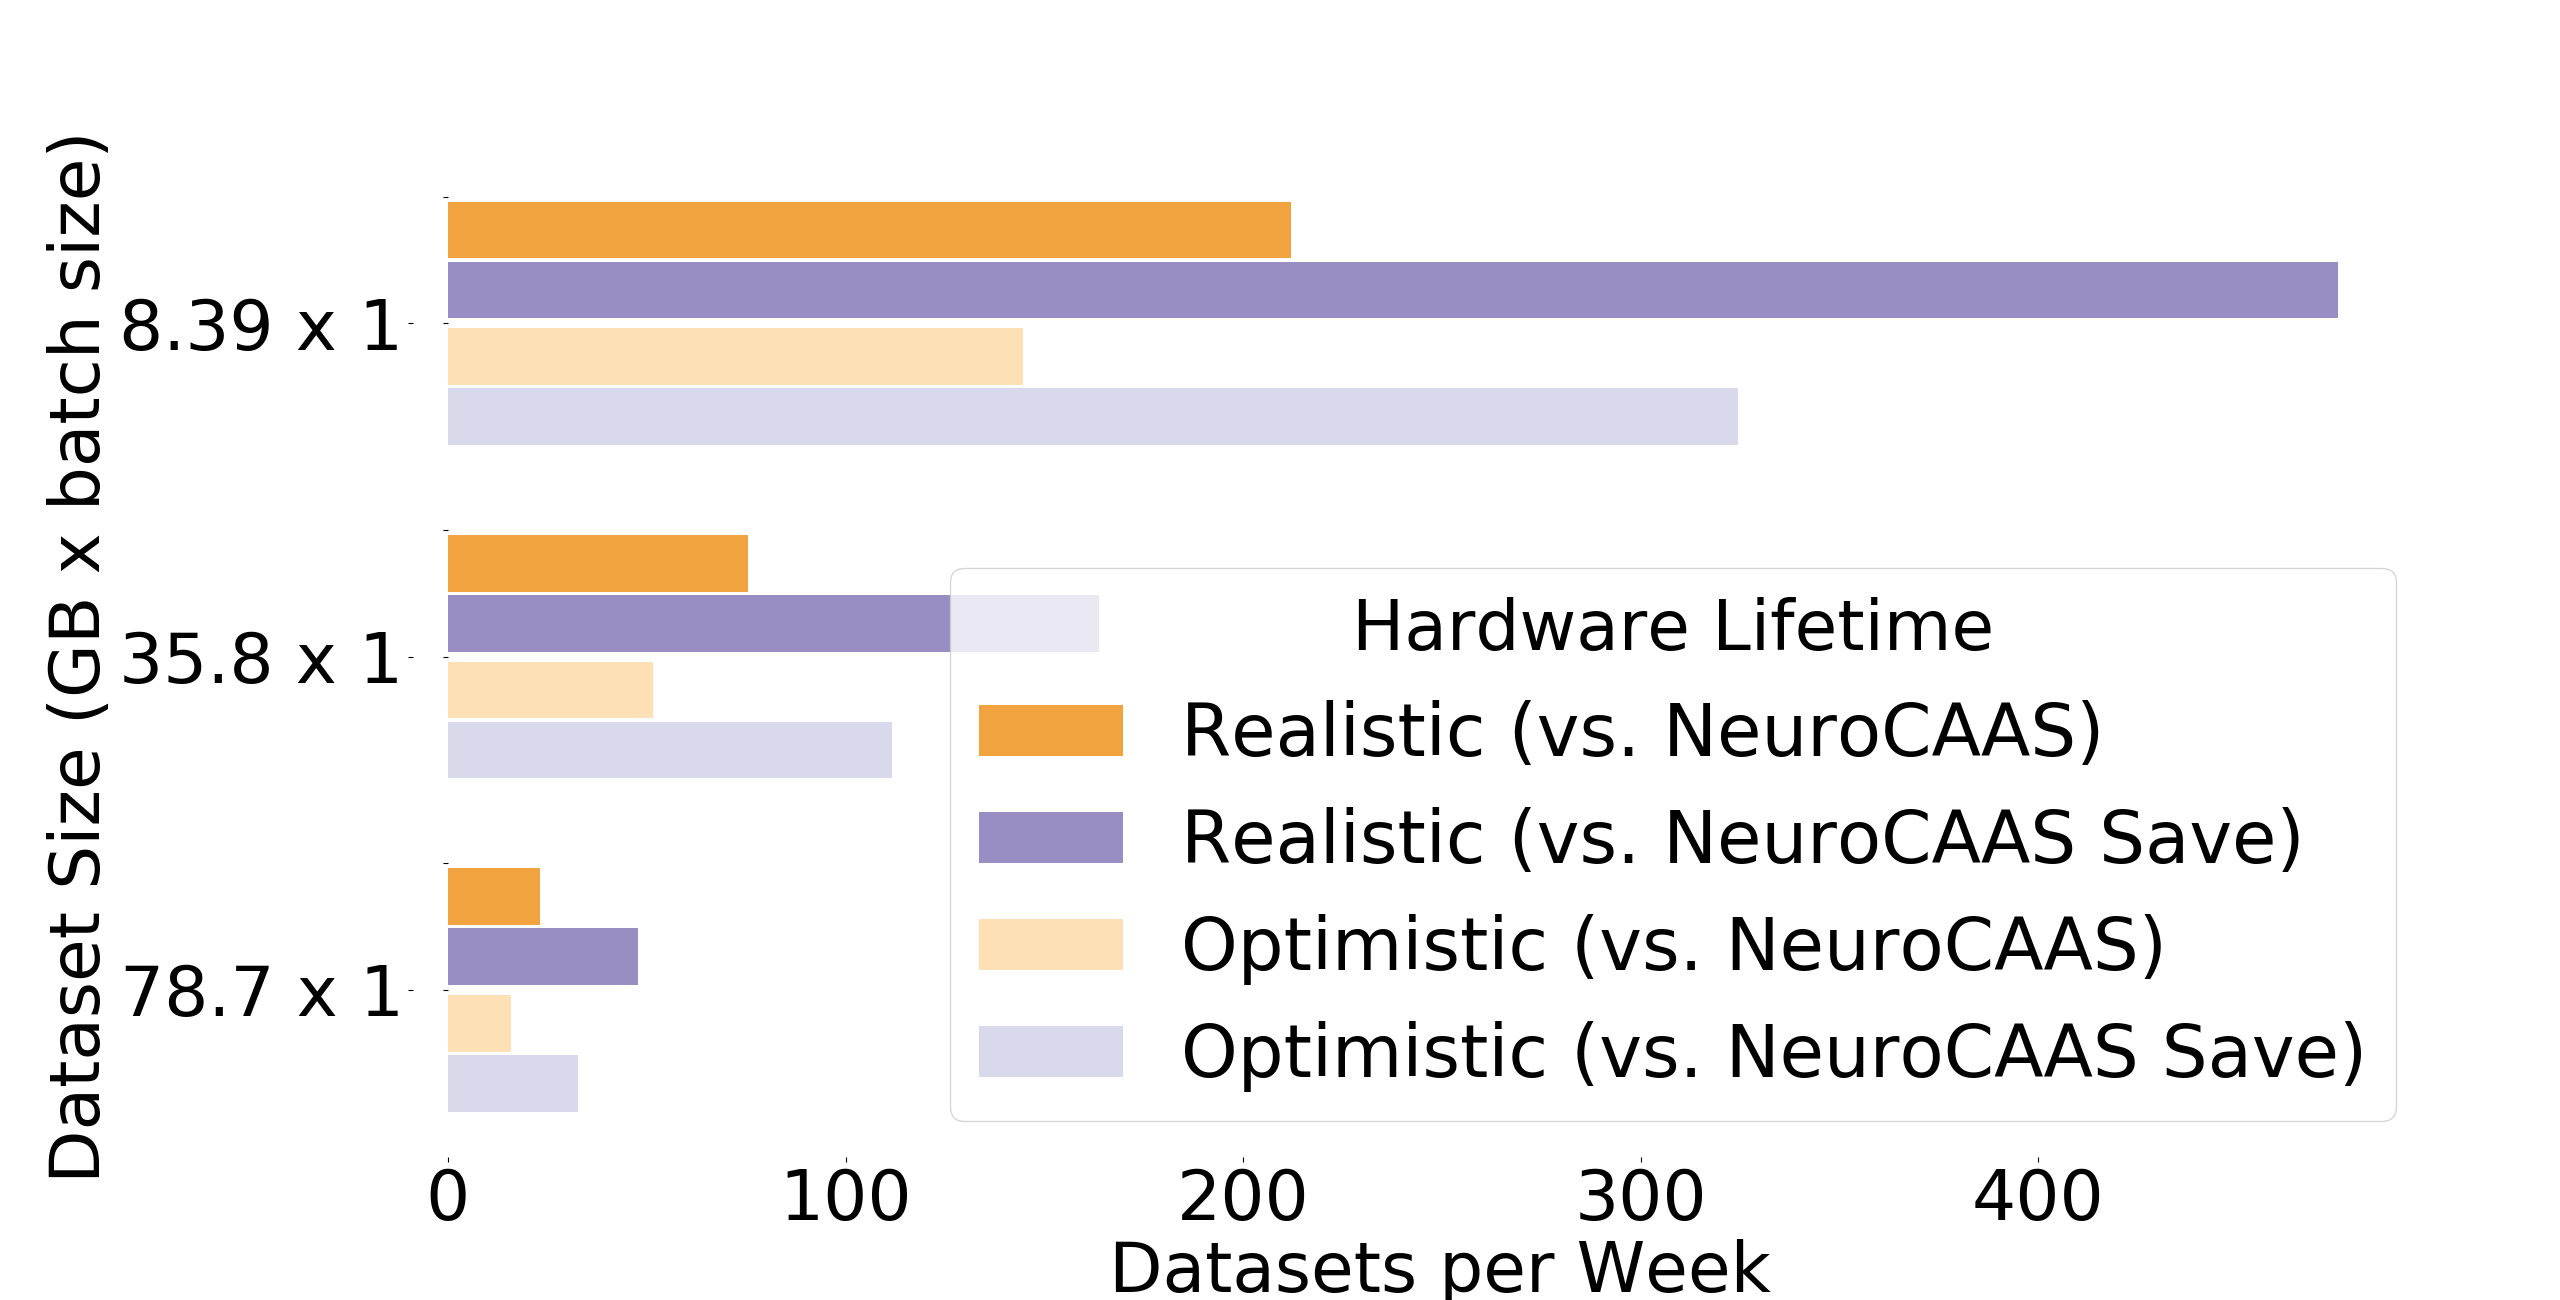 Dataset Size (GB x batch size)
8.39 x 1
35.8 x 1
78.7 x 1
Hardware Lifetime
Realistic (vs. NeuroCAAS)
Realistic (vs. NeuroCAAS Save)
Optimistic (vs. NeuroCAAS)
Optimistic (vs. NeuroCAAS Save)
0 100 200 300 400
Datasets per Week